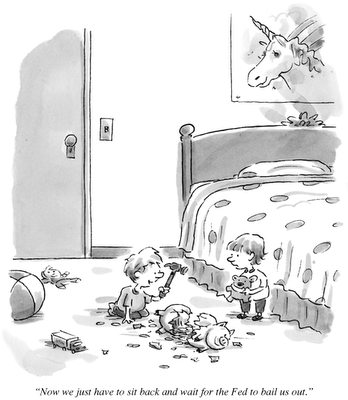 “Now we just have to sit back and wait for the Fed to bail us out.”